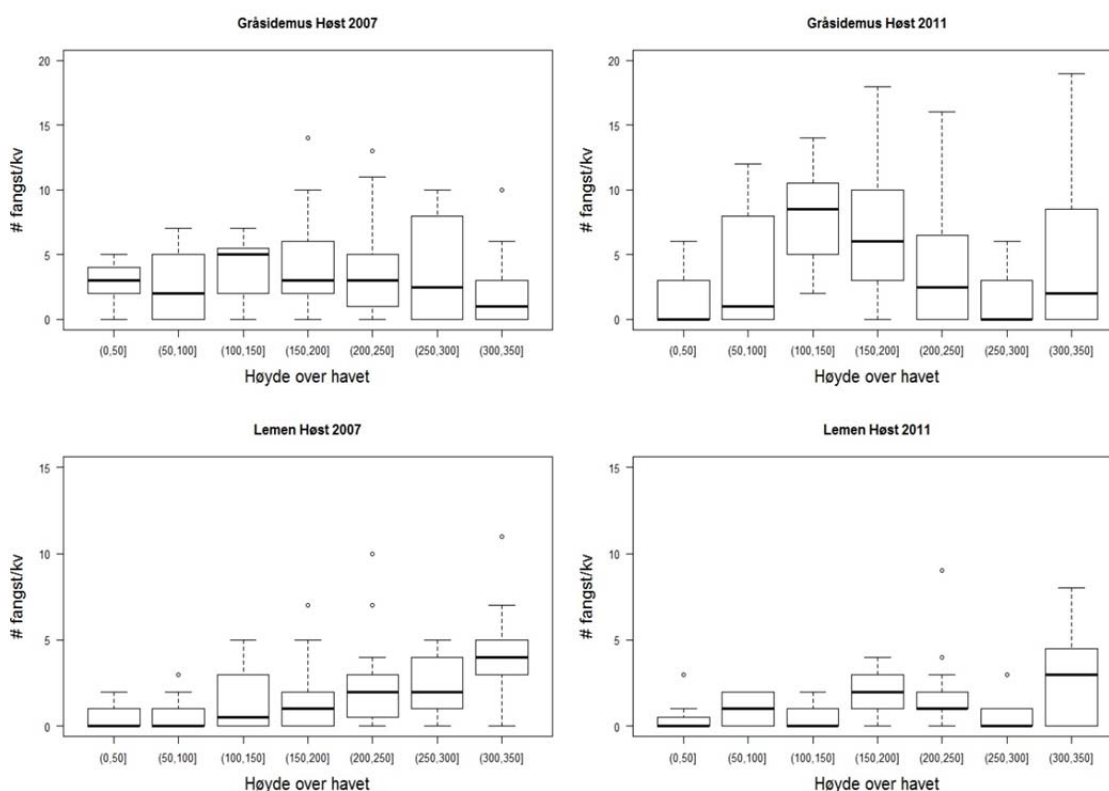 Gråsidemus Høst 2007
# fangst/kv
20
15
10
5
0
(0,50] (50,100] (100,150] (150,200] (200,250] (250,300] (300,350]
Høyde over havet
Gråsidemus Høst 2011
# fangst/kv
20
15
10
5
0
(0,50] (50,100] (100,150] (150,200] (200,250] (250,300] (300,350]
Høyde over havet
Lemen Høst 2007
# fangst/kv
15
10
5
0
(0,50] (50,100] (100,150] (150,200] (200,250] (250,300] (300,350]
Høyde over havet
Lemen Høst 2011
# fangst/kv
15
10
5
0
(0,50] (50,100] (100,150] (150,200] (200,250] (250,300] (300,350]
Høyde over havet